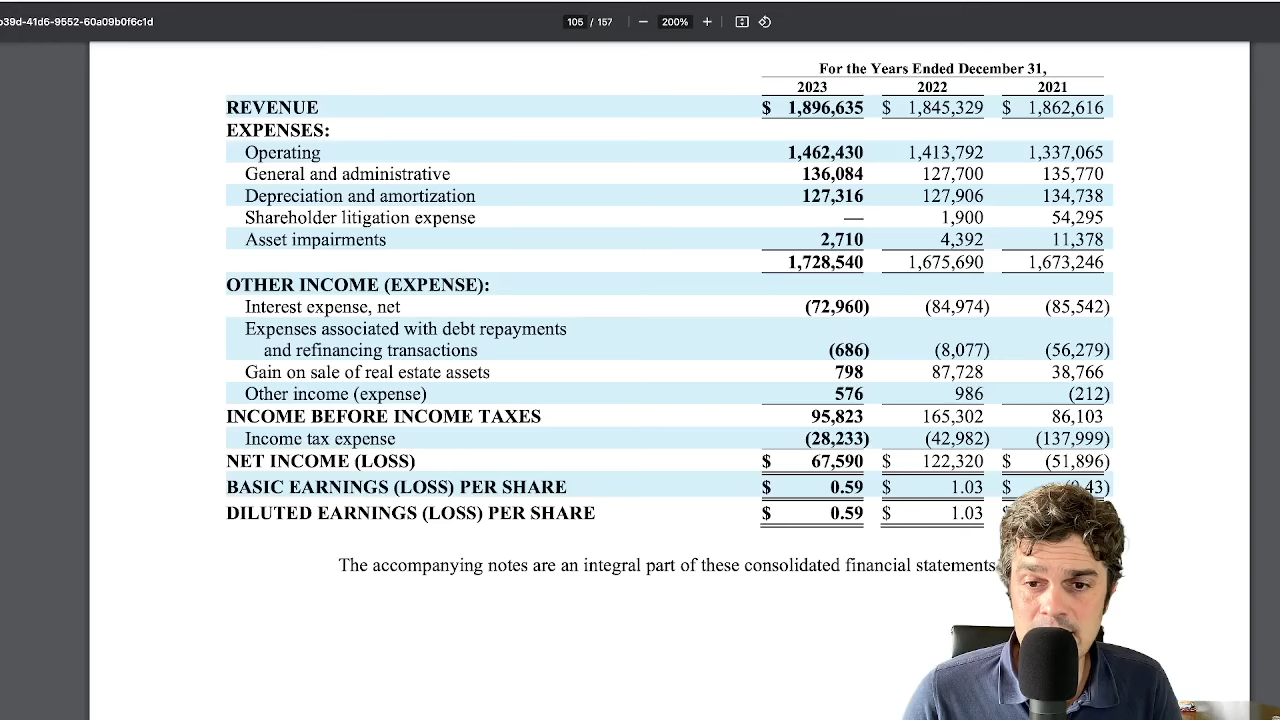 b39d-41d6-9552-60a09b0f6c1d 105 / 157 − 200% +
For the Years Ended December 31,
2023 2022 2021
REVENUE $ 1,896,635 $ 1,845,329 $ 1,862,616
EXPENSES:
Operating 1,462,430 1,413,792 1,337,065
General and administrative 136,084 127,700 135,770
Depreciation and amortization 127,316 127,906 134,738
Shareholder litigation expense — 1,900 54,295
Asset impairments 2,710 4,392 11,378
1,728,540 1,675,690 1,673,246
OTHER INCOME (EXPENSE):
Interest expense, net (72,960) (84,974) (85,542)
Expenses associated with debt repayments
and refinancing transactions (686) (8,077) (56,279)
Gain on sale of real estate assets 798 87,728 38,766
Other income (expense) 576 986 (212)
INCOME BEFORE INCOME TAXES 95,823 165,302 86,103
Income tax expense (28,233) (42,982) (137,999)
NET INCOME (LOSS) $ 67,590 $ 122,320 $ (51,896)
BASIC EARNINGS (LOSS) PER SHARE $ 0.59 $ 1.03 $
DILUTED EARNINGS (LOSS) PER SHARE $ 0.59 $ 1.03 $
The accompanying notes are an integral part of these consolidated financial statements